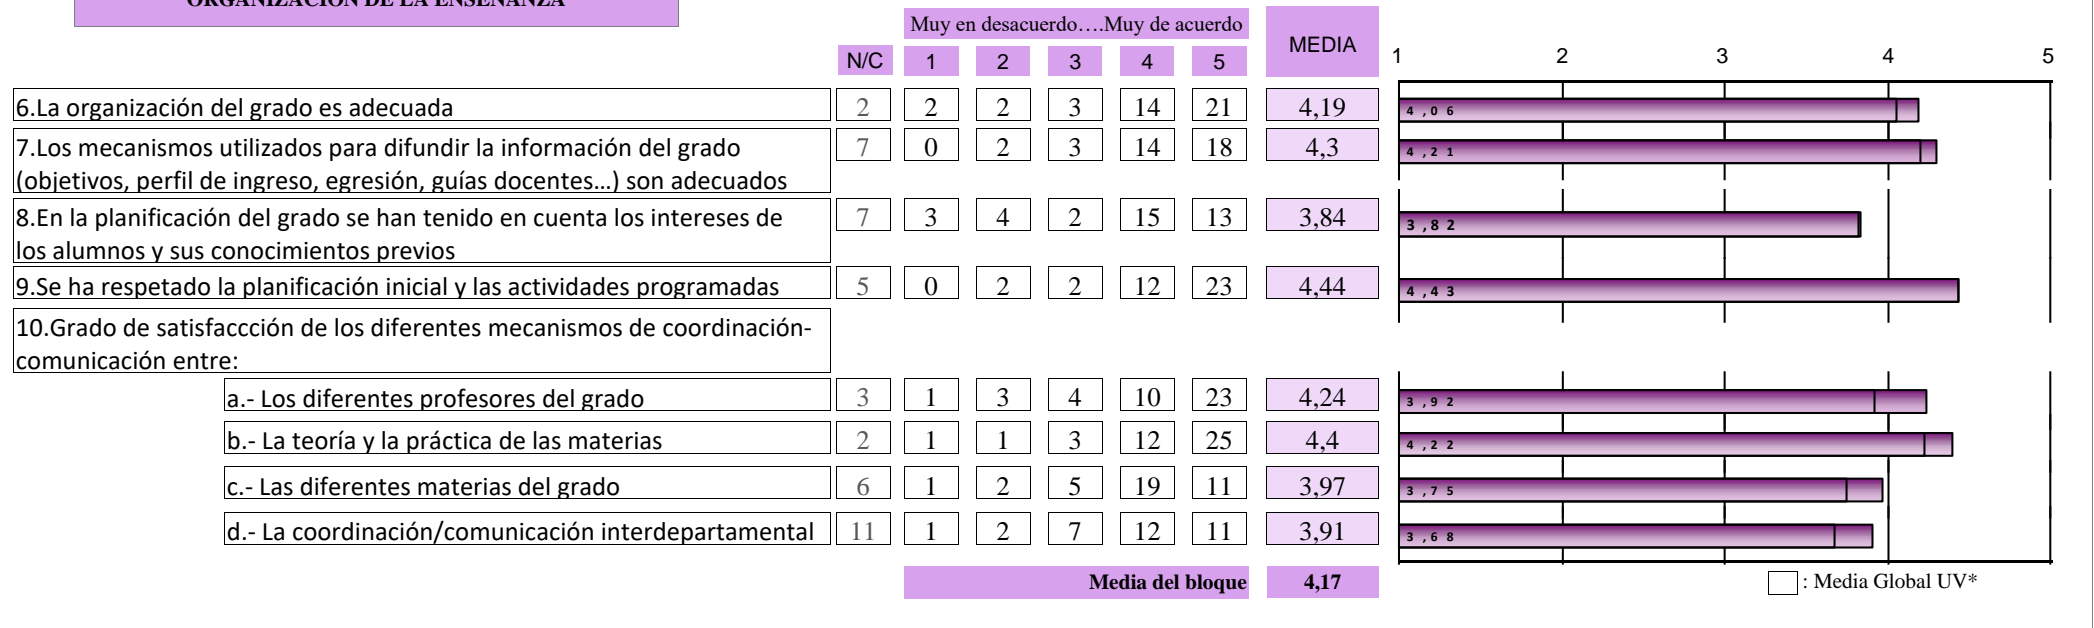 ORGANIZACIÓN DE LA ENSEÑANZA
Muy en desacuerdo….Muy de acuerdo
MEDIA
N/C 1 2 3 4 5
1 2 3 4 5
6.La organización del grado es adecuada 2 2 2 3 14 21 4,19 4,06
7.Los mecanismos utilizados para difundir la información del grado 7 0 2 3 14 18 4,3 4,21
(objetivos, perfil de ingreso, egresión, guías docentes…) son adecuados
8.En la planificación del grado se han tenido en cuenta los intereses de 7 3 4 2 15 13 3,84 3,82
los alumnos y sus conocimientos previos
9.Se ha respetado la planificación inicial y las actividades programadas 5 0 2 2 12 23 4,44 4,43
10.Grado de satisfaccción de los diferentes mecanismos de coordinación-
comunicación entre:
a.- Los diferentes profesores del grado 3 1 3 4 10 23 4,24 3,92
b.- La teoría y la práctica de las materias 2 1 1 3 12 25 4,4 4,22
c.- Las diferentes materias del grado 6 1 2 5 19 11 3,97 3,75
d.- La coordinación/comunicación interdepartamental 11 1 2 7 12 11 3,91 3,68
Media del bloque 4,17
: Media Global UV*